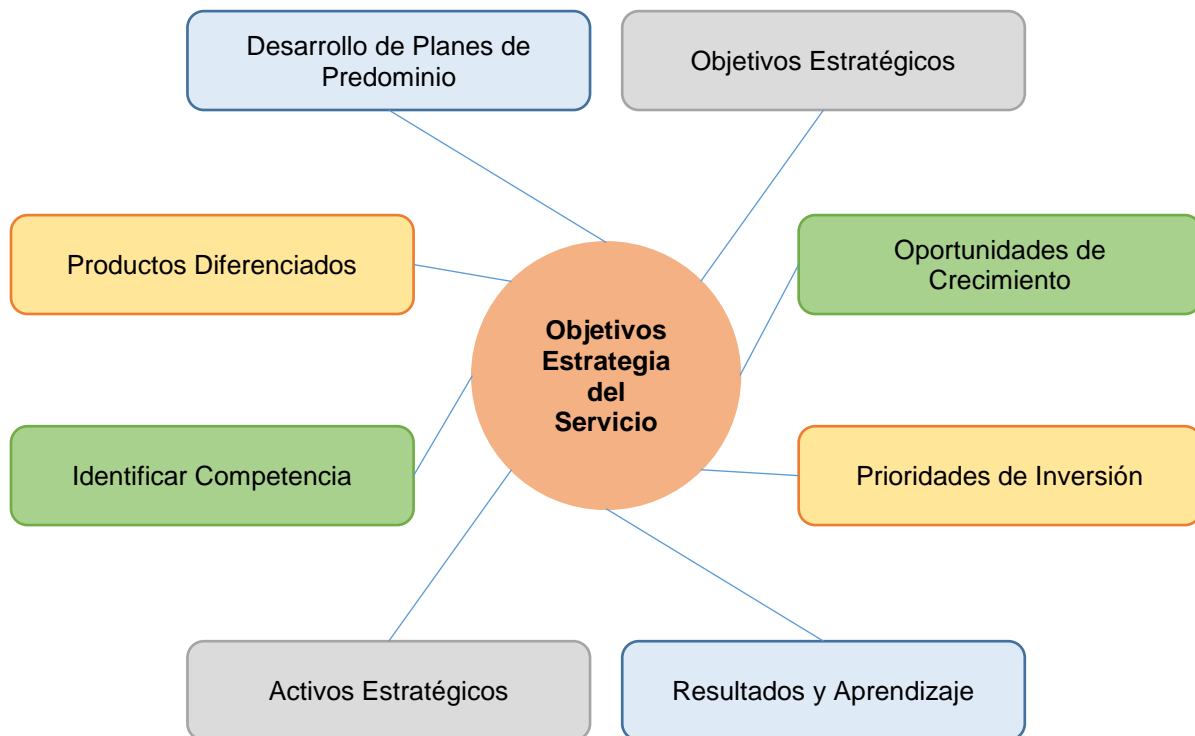 Desarrollo de Planes de
Predominio
Objetivos Estratégicos
Productos Diferenciados
Oportunidades de
Crecimiento
Objetivos
Estrategia
del
Servicio
Identificar Competencia
Prioridades de Inversión
Activos Estratégicos
Resultados y Aprendizaje